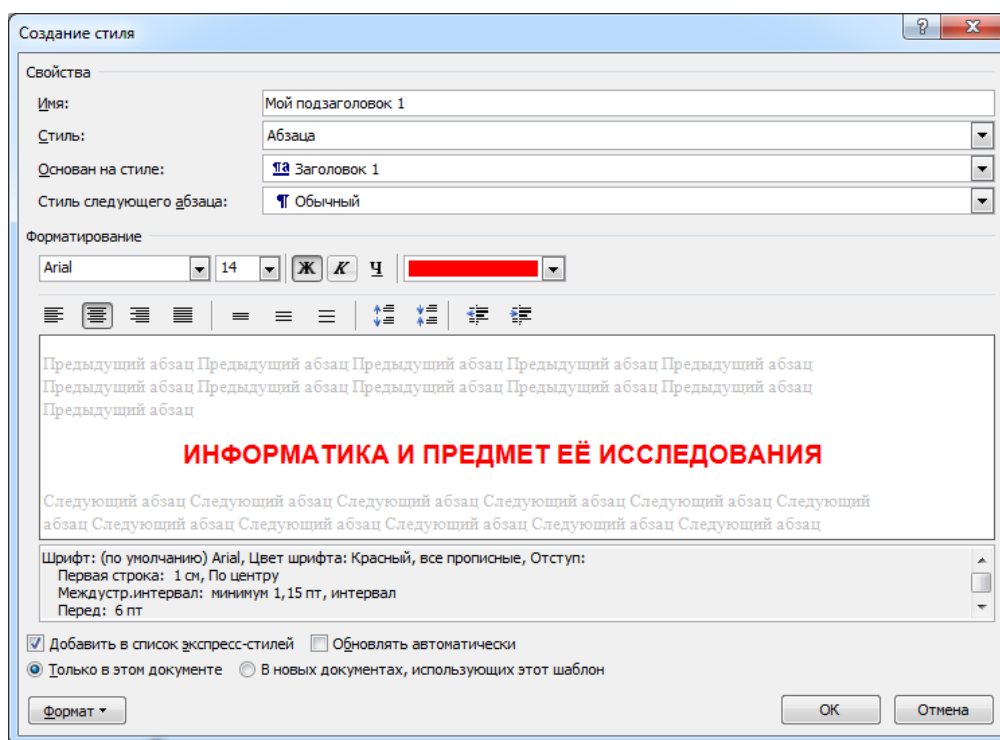 Создание стиля
Свойства
Имя: Мой подзаголовок 1
Стиль: Абзаца
Основан на стиле: ¶a Заголовок 1
Стиль следующего абзаца: ¶ Обычный
Форматирование
Arial 14 Ж К Ч
Предыдущий абзац Предыдущий абзац Предыдущий абзац Предыдущий абзац Предыдущий абзац
Предыдущий абзац Предыдущий абзац Предыдущий абзац Предыдущий абзац Предыдущий абзац
Предыдущий абзац
ИНФОРМАТИКА И ПРЕДМЕТ ЕЁ ИССЛЕДОВАНИЯ
Следующий абзац Следующий абзац Следующий абзац Следующий абзац Следующий абзац Следующий
абзац Следующий абзац Следующий абзац Следующий абзац Следующий абзац Следующий абзац
Шрифт: (по умолчанию) Arial, Цвет шрифта: Красный, все прописные, Отступ:
Первая строка: 1 см, По центру
Междустр.интервал: минимум 1,15 пт, интервал
Перед: 6 пт
Добавить в список экспресс-стилей Обновлять автоматически
Только в этом документе В новых документах, использующих этот шаблон
Формат ОК Отмена